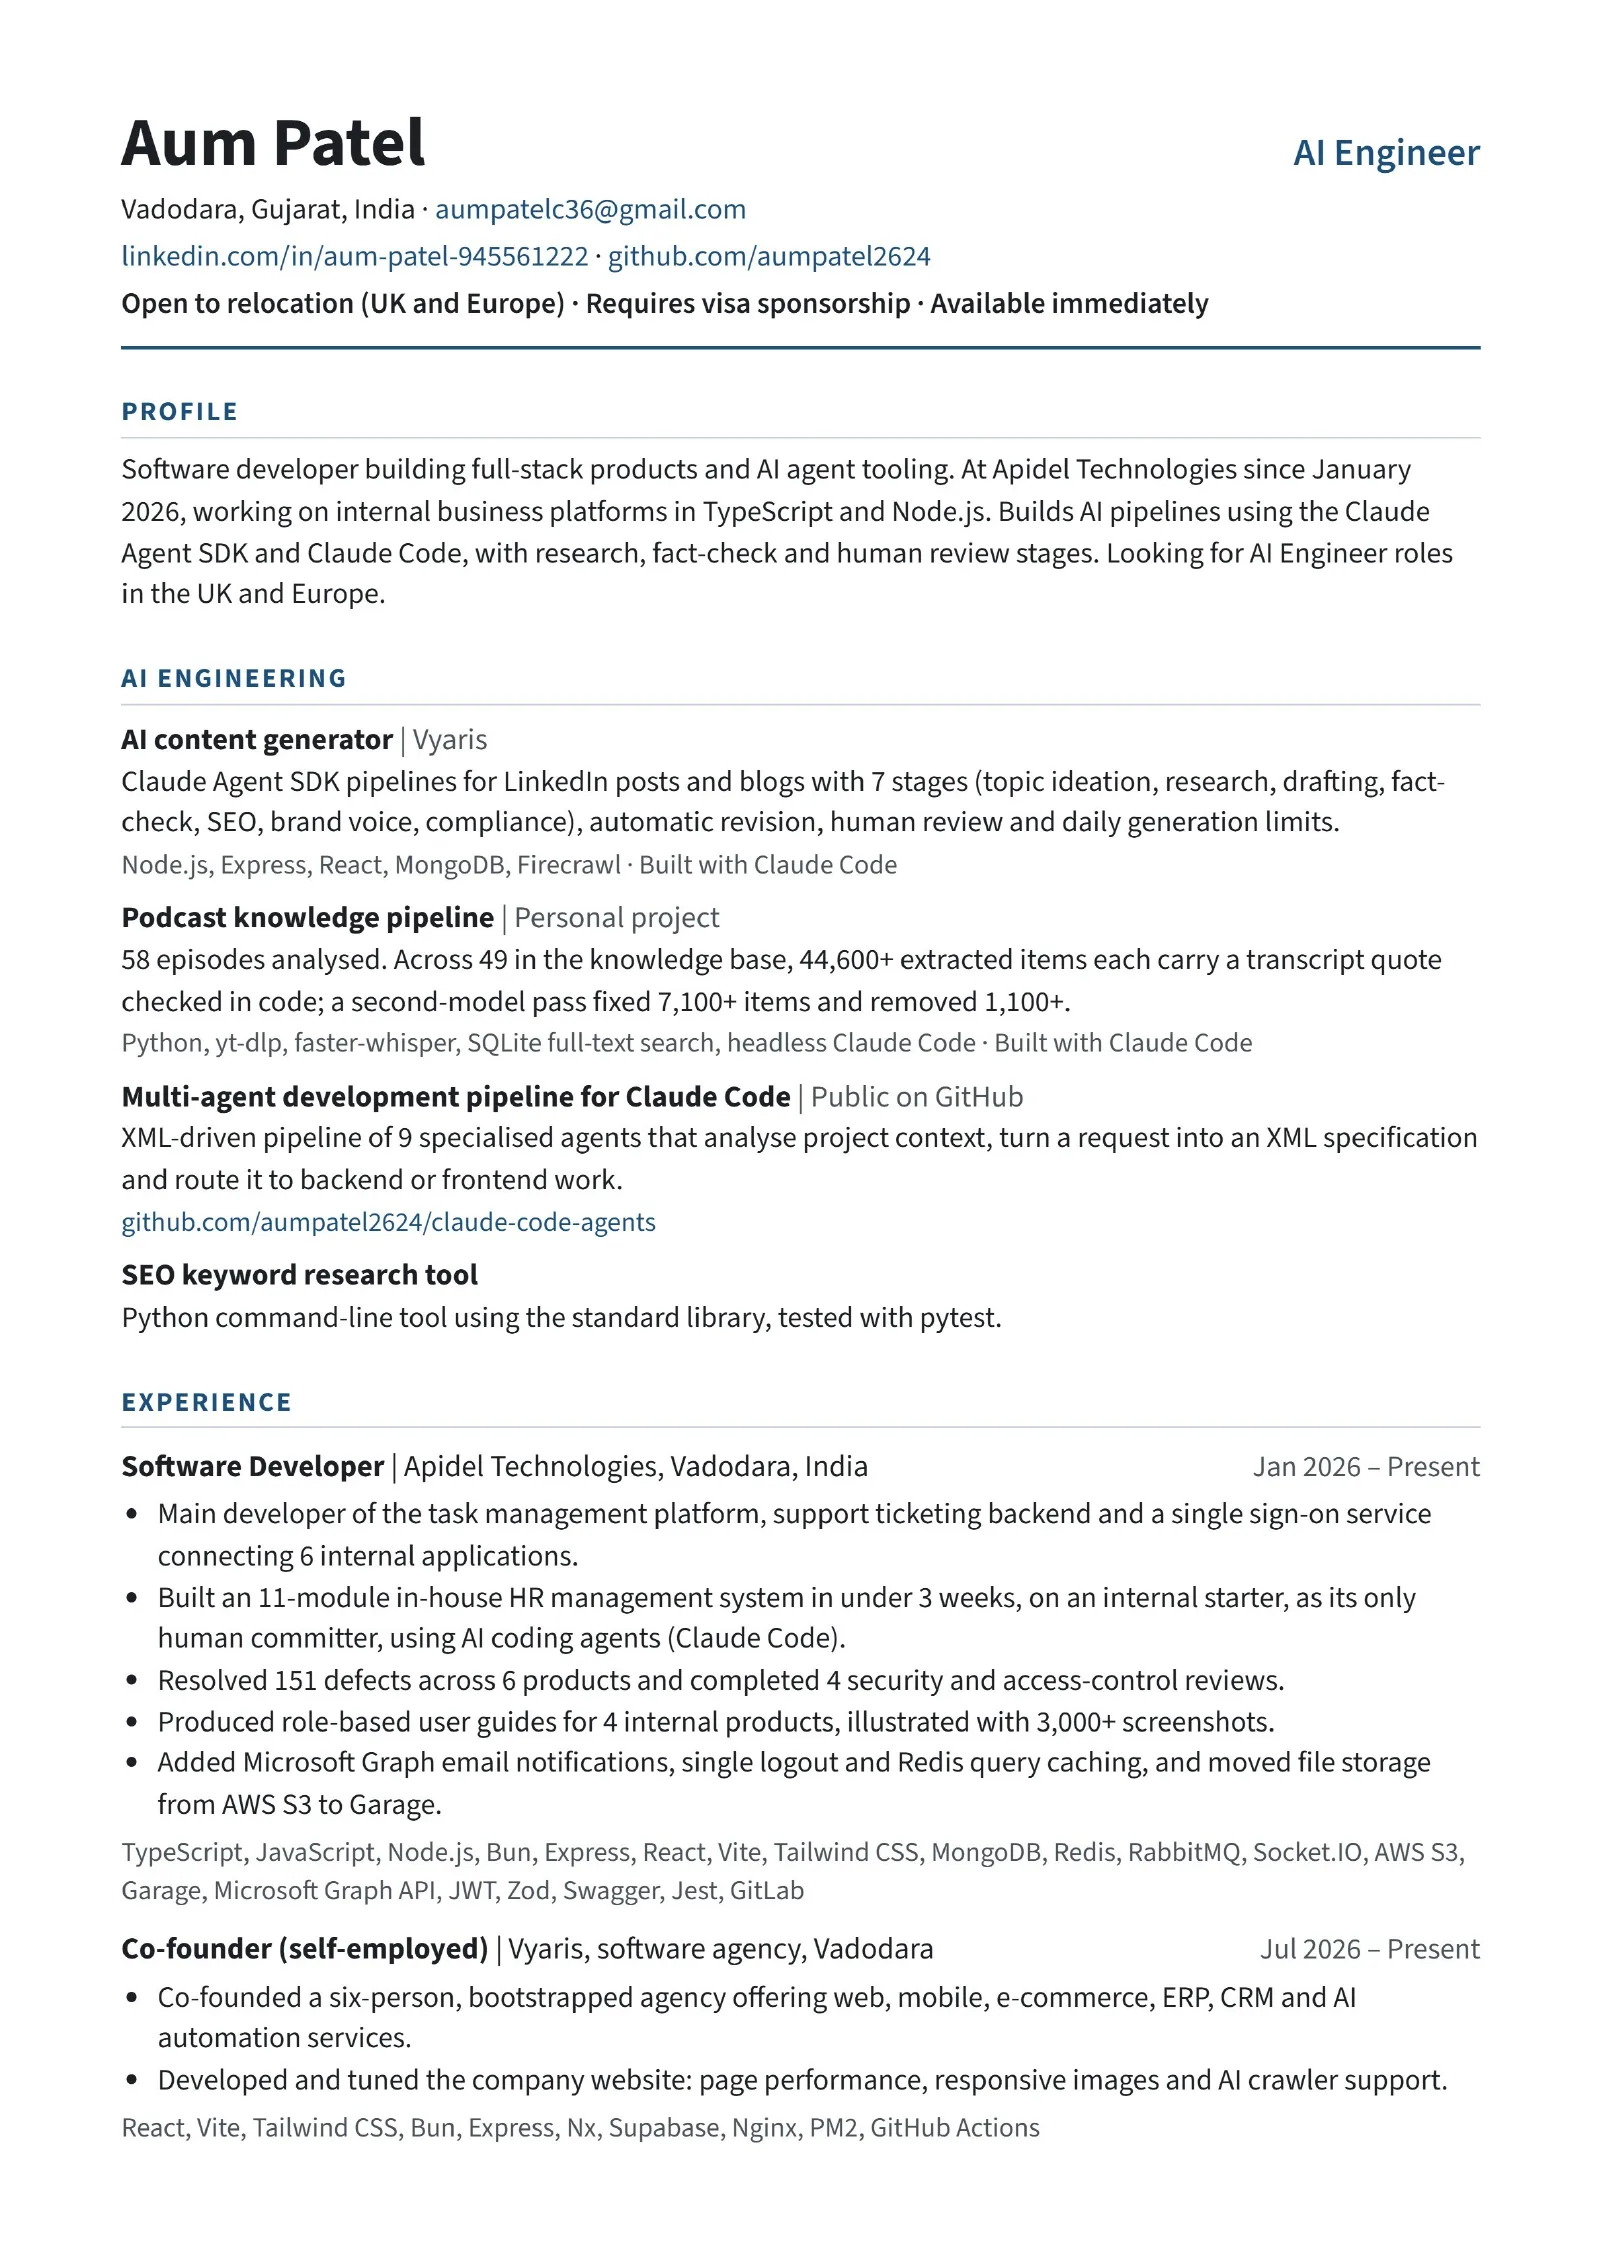 Aum Patel
AI Engineer
Vadodara, Gujarat, India · aumpatelc36@gmail.com
linkedin.com/in/aum-patel-945561222 · github.com/aumpatel2624
Open to relocation (UK and Europe) · Requires visa sponsorship · Available immediately
PROFILE
Software developer building full-stack products and AI agent tooling. At Apidel Technologies since January
2026, working on internal business platforms in TypeScript and Node.js. Builds AI pipelines using the Claude
Agent SDK and Claude Code, with research, fact-check and human review stages. Looking for AI Engineer roles
in the UK and Europe.
AI ENGINEERING
AI content generator | Vyaris
Claude Agent SDK pipelines for LinkedIn posts and blogs with 7 stages (topic ideation, research, drafting, fact-
check, SEO, brand voice, compliance), automatic revision, human review and daily generation limits.
Node.js, Express, React, MongoDB, Firecrawl · Built with Claude Code
Podcast knowledge pipeline | Personal project
58 episodes analysed. Across 49 in the knowledge base, 44,600+ extracted items each carry a transcript quote
checked in code; a second-model pass fixed 7,100+ items and removed 1,100+.
Python, yt-dlp, faster-whisper, SQLite full-text search, headless Claude Code · Built with Claude Code
Multi-agent development pipeline for Claude Code | Public on GitHub
XML-driven pipeline of 9 specialised agents that analyse project context, turn a request into an XML specification
and route it to backend or frontend work.
github.com/aumpatel2624/claude-code-agents
SEO keyword research tool
Python command-line tool using the standard library, tested with pytest.
EXPERIENCE
Software Developer | Apidel Technologies, Vadodara, India
Jan 2026 – Present
• Main developer of the task management platform, support ticketing backend and a single sign-on service
connecting 6 internal applications.
• Built an 11-module in-house HR management system in under 3 weeks, on an internal starter, as its only
human committer, using AI coding agents (Claude Code).
• Resolved 151 defects across 6 products and completed 4 security and access-control reviews.
• Produced role-based user guides for 4 internal products, illustrated with 3,000+ screenshots.
• Added Microsoft Graph email notifications, single logout and Redis query caching, and moved file storage
from AWS S3 to Garage.
TypeScript, JavaScript, Node.js, Bun, Express, React, Vite, Tailwind CSS, MongoDB, Redis, RabbitMQ, Socket.IO, AWS S3,
Garage, Microsoft Graph API, JWT, Zod, Swagger, Jest, GitLab
Co-founder (self-employed) | Vyaris, software agency, Vadodara
Jul 2026 – Present
• Co-founded a six-person, bootstrapped agency offering web, mobile, e-commerce, ERP, CRM and AI
automation services.
• Developed and tuned the company website: page performance, responsive images and AI crawler support.
React, Vite, Tailwind CSS, Bun, Express, Nx, Supabase, Nginx, PM2, GitHub Actions